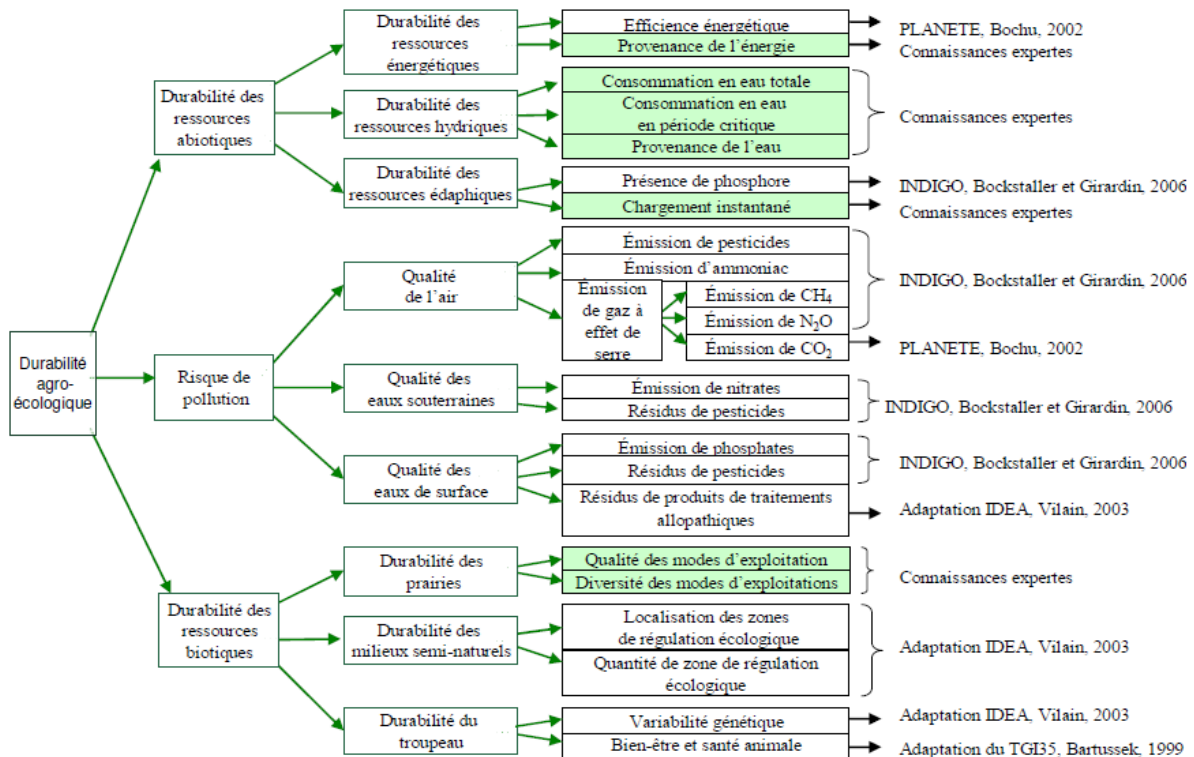 Durabilité
agro-
écologique
Durabilité des
ressources
abiotiques
Durabilité des
ressources
énergétiques
Efficience énergétique
PLANETE, Bochu, 2002
Provenance de l'énergie
Connaissances expertes
Durabilité des
ressources hydriques
Consommation en eau totale
Consommation en eau
en période critique
Provenance de l'eau
Connaissances expertes
Durabilité des
ressources édaphiques
Présence de phosphore
INDIGO, Bockstaller et Girardin, 2006
Chargement instantané
Connaissances expertes
Risque de
pollution
Qualité
de l'air
Émission de pesticides
Émission d'ammoniac
Émission
de gaz à
effet de
serre
Émission de CH₄
Émission de N₂O
INDIGO, Bockstaller et Girardin, 2006
Émission de CO₂
PLANETE, Bochu, 2002
Qualité des
eaux souterraines
Émission de nitrates
Résidus de pesticides
INDIGO, Bockstaller et Girardin, 2006
Qualité des
eaux de surface
Émission de phosphates
Résidus de pesticides
INDIGO, Bockstaller et Girardin, 2006
Résidus de produits de traitements
allopathiques
Adaptation IDEA, Vilain, 2003
Durabilité des
ressources
biotiques
Durabilité des
prairies
Qualité des modes d'exploitation
Diversité des modes d'exploitations
Connaissances expertes
Durabilité des
milieux semi-naturels
Localisation des zones
de régulation écologique
Quantité de zone de régulation
écologique
Adaptation IDEA, Vilain, 2003
Durabilité du
troupeau
Variabilité génétique
Adaptation IDEA, Vilain, 2003
Bien-être et santé animale
Adaptation du TGI35, Bartussek, 1999